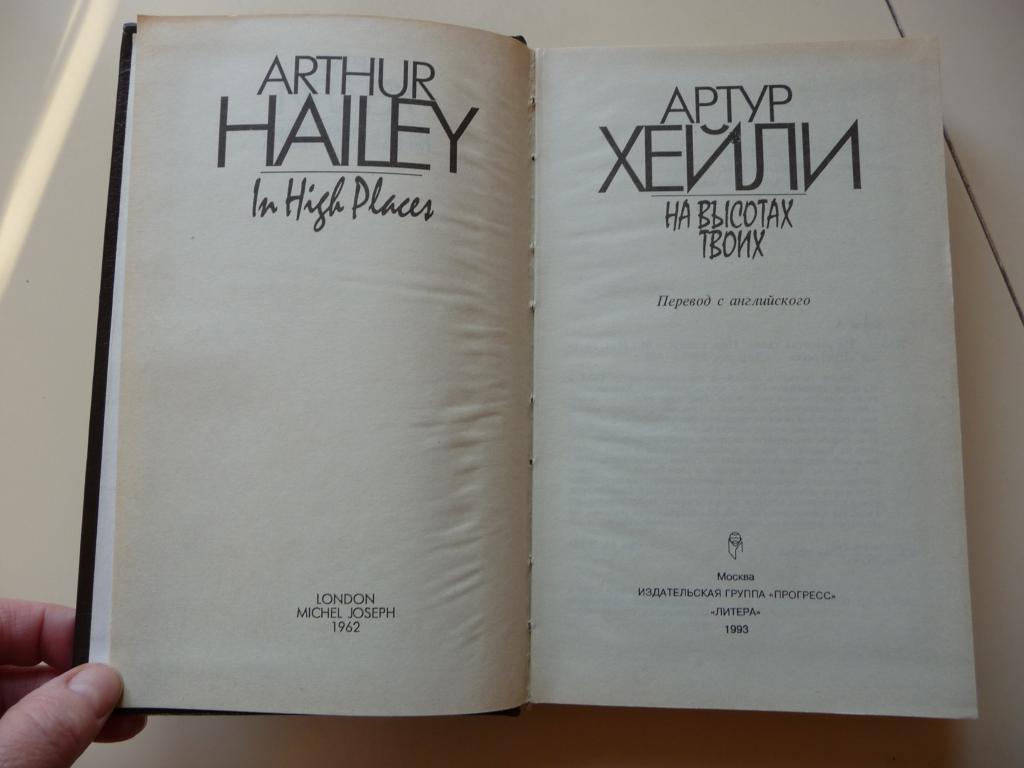 ARTHUR
HAILEY
In High Places
LONDON
MICHEL JOSEPH
1962
АРТУР
ХЕЙЛИ
НА ВЫСОТАХ
ТВОИХ
Перевод с английского
Москва
ИЗДАТЕЛЬСКАЯ ГРУППА «ПРОГРЕСС»
«ЛИТЕРА»
1993